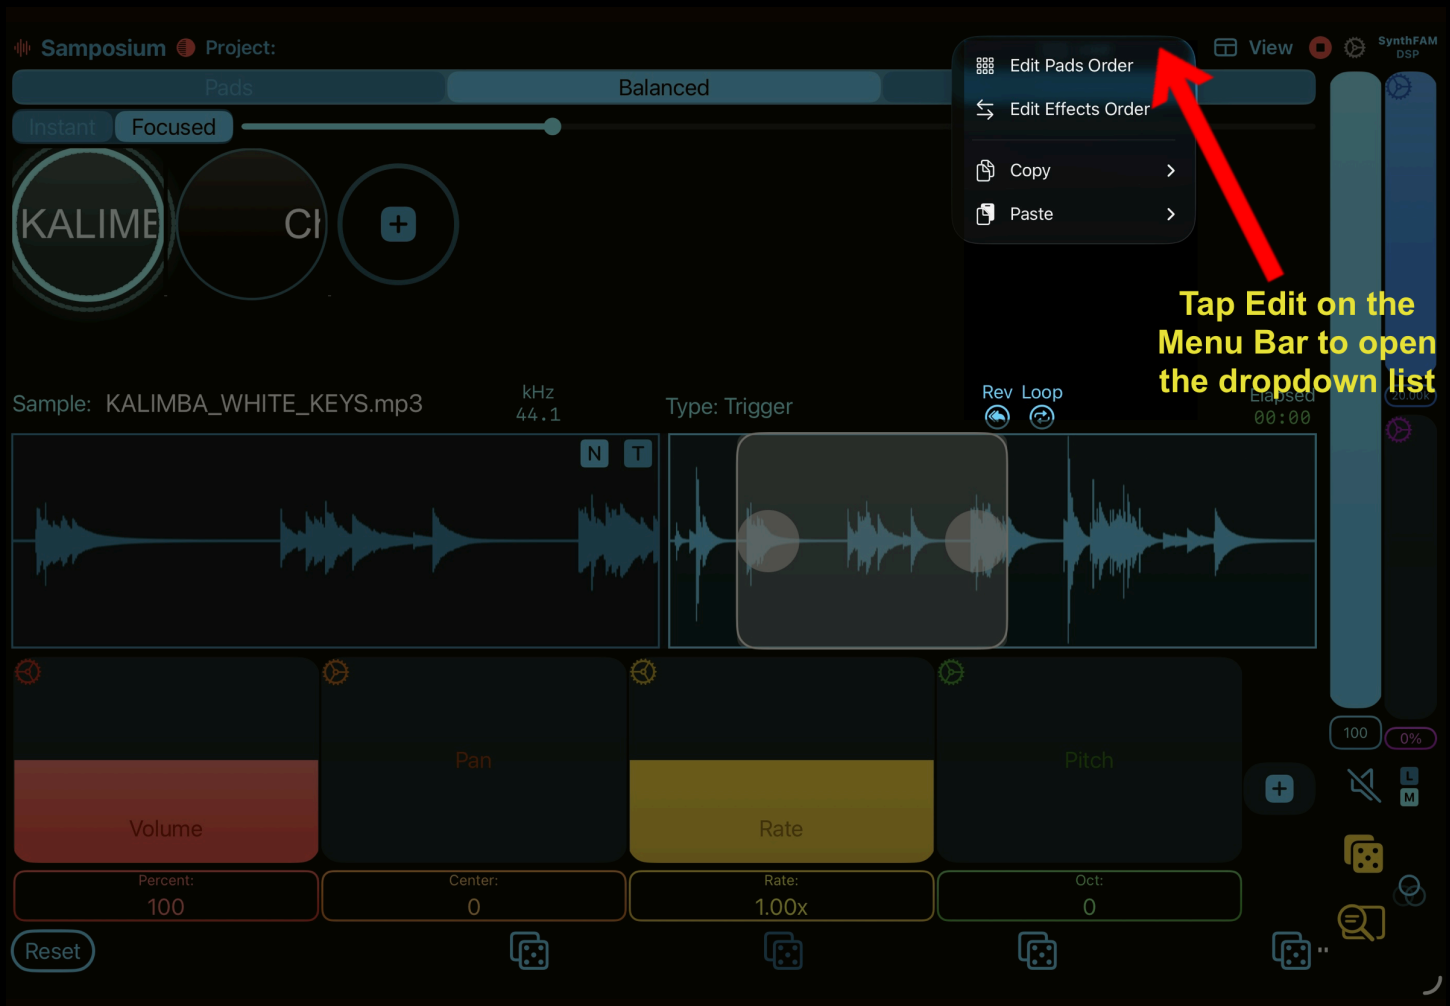 Samposium Project:
View
SynthFAM
DSP
Edit Pads Order
Edit Effects Order
Copy
Paste
Pads
Balanced
Instant
Focused
KALIME
Tap Edit on the
Menu Bar to open
the dropdown list
Sample: KALIMBA_WHITE_KEYS.mp3
kHz
44.1
Type: Trigger
Rev Loop
Elapsed
00:00
20.00k
N T
Volume
Pan
Rate
Pitch
100
0%
L
M
Percent:
100
Center:
0
Rate:
1.00x
Oct:
0
Reset